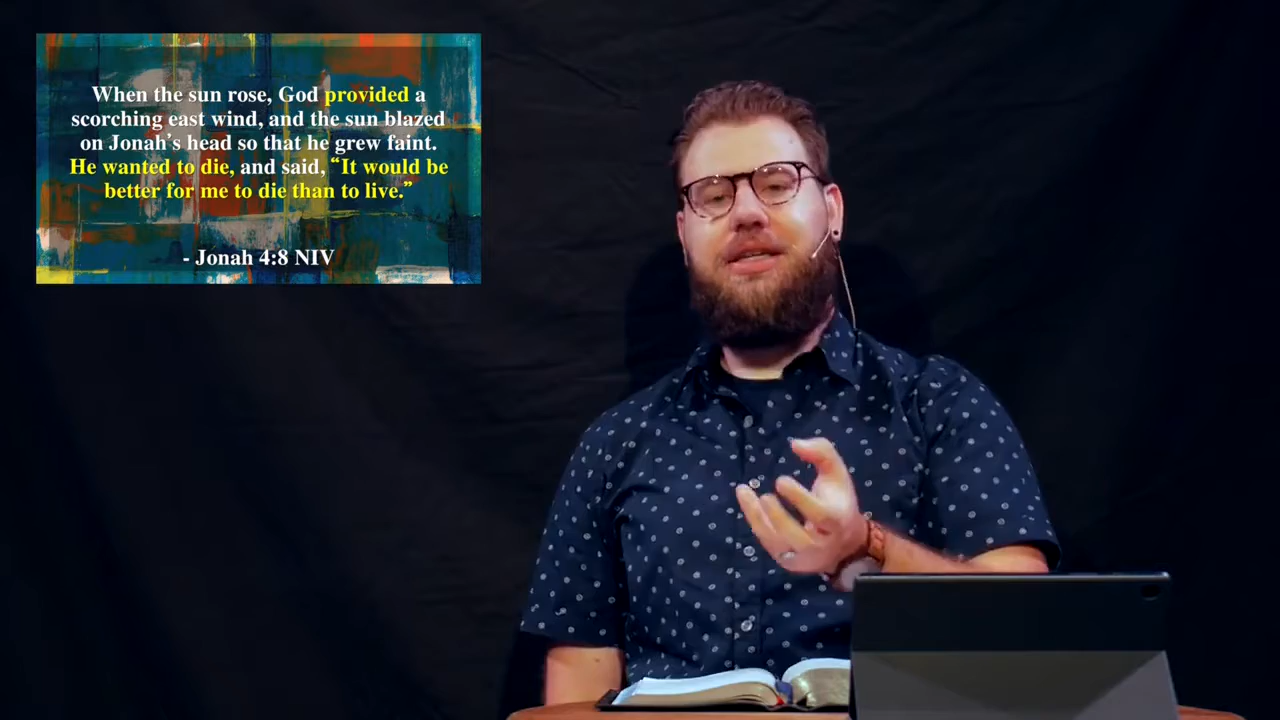 When the sun rose, God provided a
scorching east wind, and the sun blazed
on Jonah's head so that he grew faint.
He wanted to die, and said, “It would be
better for me to die than to live.”
- Jonah 4:8 NIV